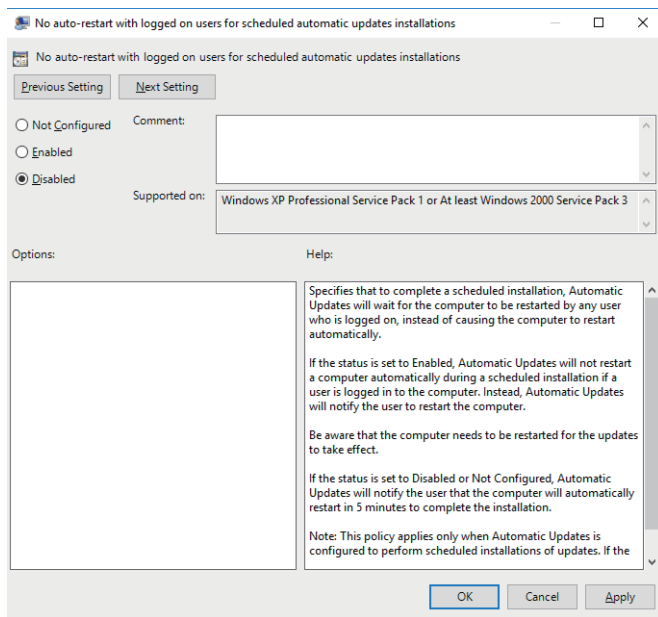 No auto-restart with logged on users for scheduled automatic updates installations
No auto-restart with logged on users for scheduled automatic updates installations
Previous Setting
Next Setting
Not Configured
Comment:
Enabled
Disabled
Supported on:
Windows XP Professional Service Pack 1 or At least Windows 2000 Service Pack 3
Options:
Help:
Specifies that to complete a scheduled installation, Automatic
Updates will wait for the computer to be restarted by any user
who is logged on, instead of causing the computer to restart
automatically.
If the status is set to Enabled, Automatic Updates will not restart
a computer automatically during a scheduled installation if a
user is logged in to the computer. Instead, Automatic Updates
will notify the user to restart the computer.
Be aware that the computer needs to be restarted for the updates
to take effect.
If the status is set to Disabled or Not Configured, Automatic
Updates will notify the user that the computer will automatically
restart in 5 minutes to complete the installation.
Note: This policy applies only when Automatic Updates is
configured to perform scheduled installations of updates. If the
OK
Cancel
Apply